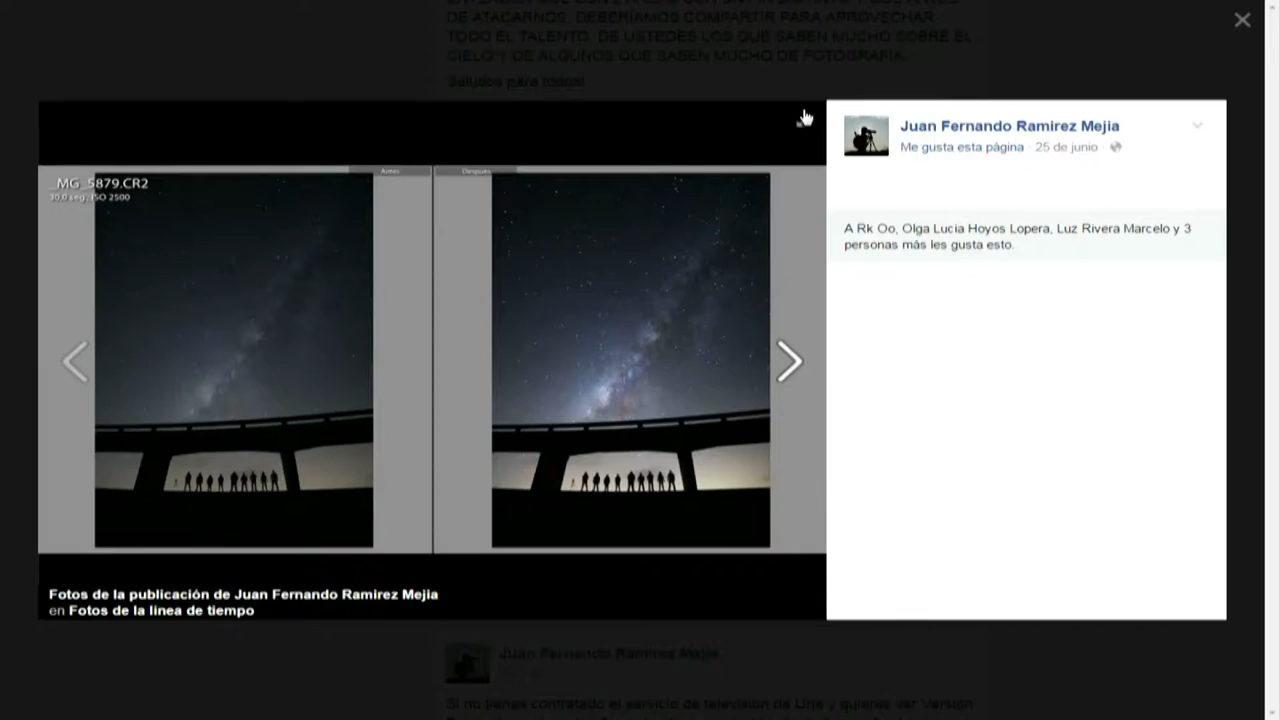 DE ATACARNOS. DEBERÍAMOS COMPARTIR PARA APROVECHAR
TODO EL TALENTO. DE USTEDES LOS QUE SABEN MUCHO SOBRE EL
CIELO Y DE ALGUNOS QUE SABEN MUCHO DE FOTOGRAFIA.
Saludos para todos!
Antes
Después
_MG_5879.CR2
30,0 seg, ISO 2500
Juan Fernando Ramirez Mejia
Me gusta esta página · 25 de junio ·
A Rk Oo, Olga Lucia Hoyos Lopera, Luz Rivera Marcelo y 3
personas más les gusta esto.
Fotos de la publicación de Juan Fernando Ramirez Mejia
en Fotos de la línea de tiempo
Juan Fernando Ramirez Mejia
Si no tienes contratado el servicio de televisión de Une y quieres ver Versión